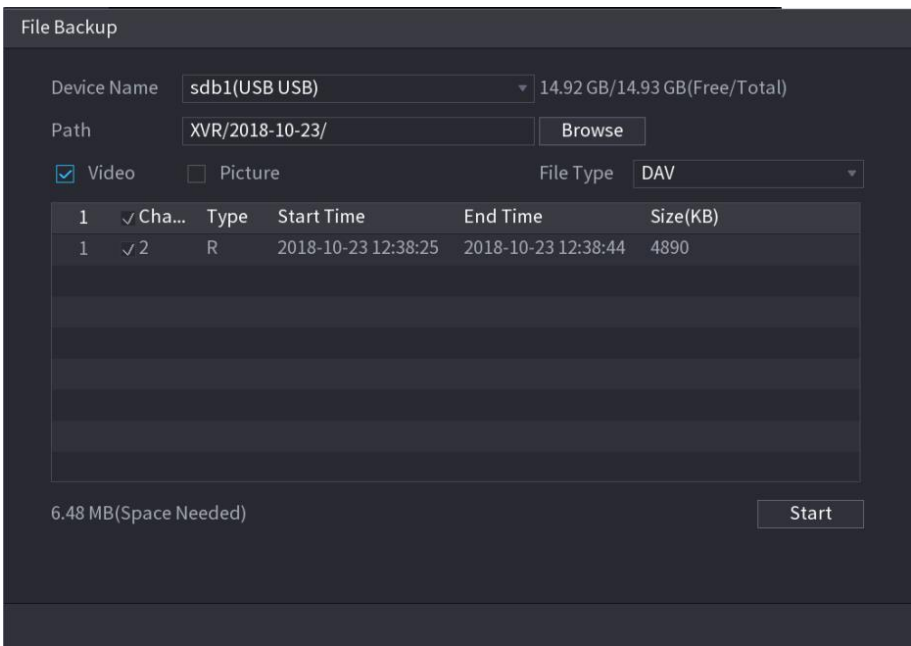 File Backup
Device Name sdb1(USB USB) 14.92 GB/14.93 GB(Free/Total)
Path XVR/2018-10-23/ Browse
Video Picture File Type DAV
1 Cha... Type Start Time End Time Size(KB)
1 2 R 2018-10-23 12:38:25 2018-10-23 12:38:44 4890
6.48 MB(Space Needed) Start